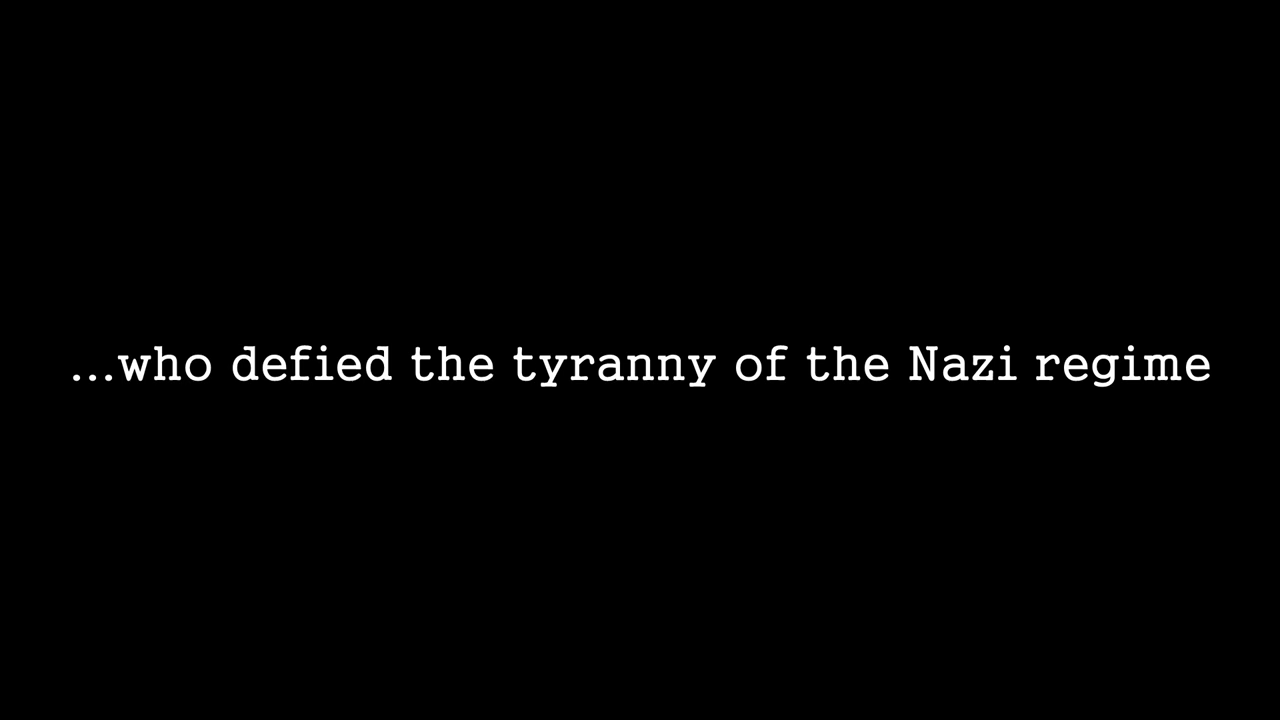 ...who defied the tyranny of the Nazi regime